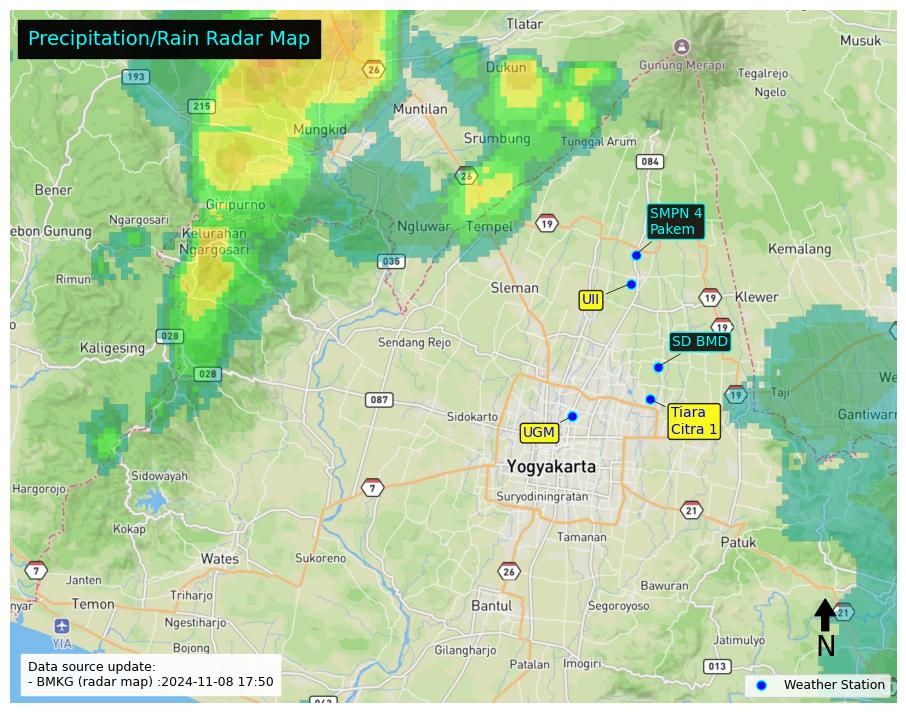 Precipitation/Rain Radar Map
Tlatar
Musuk
26
Dukun
Gunung Merapi
193
Tegalrejo
Ngelo
215
Muntilan
Mungkid
Srumbung
Tunggal Arum
084
26
Bener
Giripurno
SMPN 4
Pakem
Ngargosari
19
Ngluwar
Tempel
ebon Gunung
Kelurahan
Ngargosari
Kemalang
035
Rimun
Sleman
UII
19
Klewer
19
028
Sendang Rejo
SD BMD
Kaligesing
028
We
087
19
Taji
Sidokarto
Tiara
Citra 1
Gantiwar
UGM
Yogyakarta
Sidowayah
Hargorojo
7
Suryodiningratan
21
Kokap
Tamanan
Patuk
Wates
Sukoreno
7
26
Janten
Bawuran
Triharjo
nyar
Temon
Bantul
Segoroyoso
21
Ngestiharjo
YIA
Jatimulyo
N
Bojong
Gilangharjo
Patalan
Imogiri
013
Data source update:
- BMKG (radar map) :2024-11-08 17:50
Weather Station